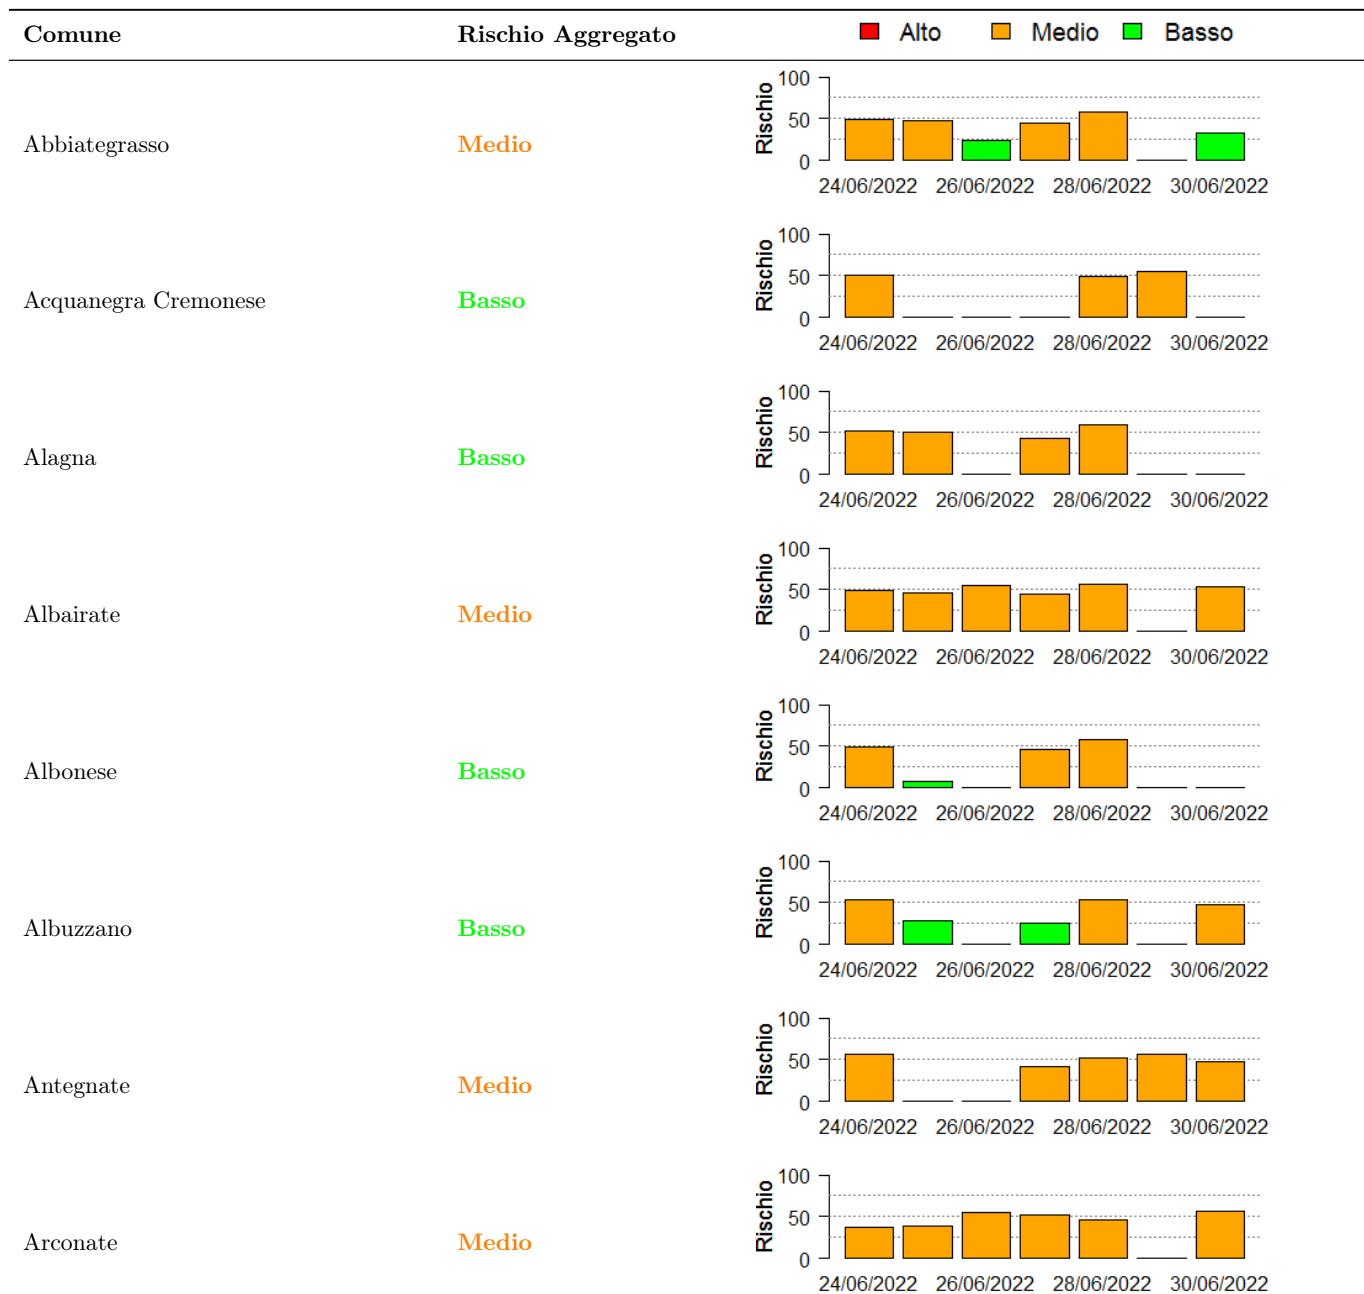 Comune Rischio Aggregato Alto Medio Basso
Abbiategrasso Medio Rischio 100 50 0
24/06/2022 26/06/2022 28/06/2022 30/06/2022
Acquanegra Cremonese Basso Rischio 100 50 0
24/06/2022 26/06/2022 28/06/2022 30/06/2022
Alagna Basso Rischio 100 50 0
24/06/2022 26/06/2022 28/06/2022 30/06/2022
Albairate Medio Rischio 100 50 0
24/06/2022 26/06/2022 28/06/2022 30/06/2022
Albonese Basso Rischio 100 50 0
24/06/2022 26/06/2022 28/06/2022 30/06/2022
Albuzzano Basso Rischio 100 50 0
24/06/2022 26/06/2022 28/06/2022 30/06/2022
Antegnate Medio Rischio 100 50 0
24/06/2022 26/06/2022 28/06/2022 30/06/2022
Arconate Medio Rischio 100 50 0
24/06/2022 26/06/2022 28/06/2022 30/06/2022